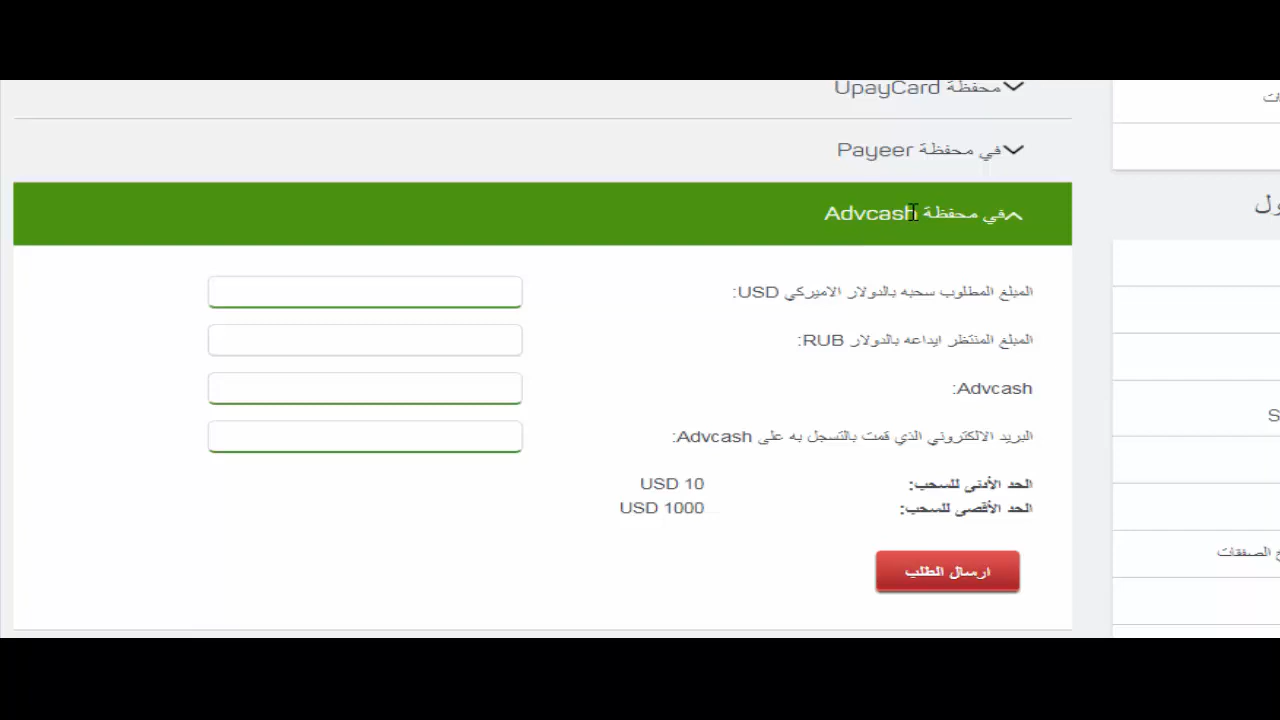 محفظة UpayCard
في محفظة Payeer
في محفظة Advcash
المبلغ المطلوب سحبه بالدولار الاميركي USD:
المبلغ المنتظر ايداعه بالدولار RUB:
Advcash:
البريد الالكتروني الذي قمت بالتسجل به على Advcash:
الحد الأدنى للسحب: USD 10
الحد الأقصى للسحب: USD 1000
ارسال الطلب
الصفقات